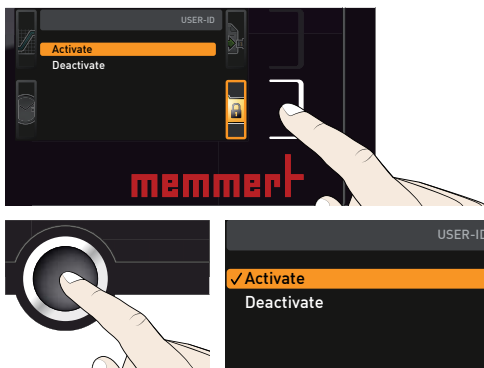 USER-ID
Activate
Deactivate
memmert
USER-ID
✓Activate
Deactivate